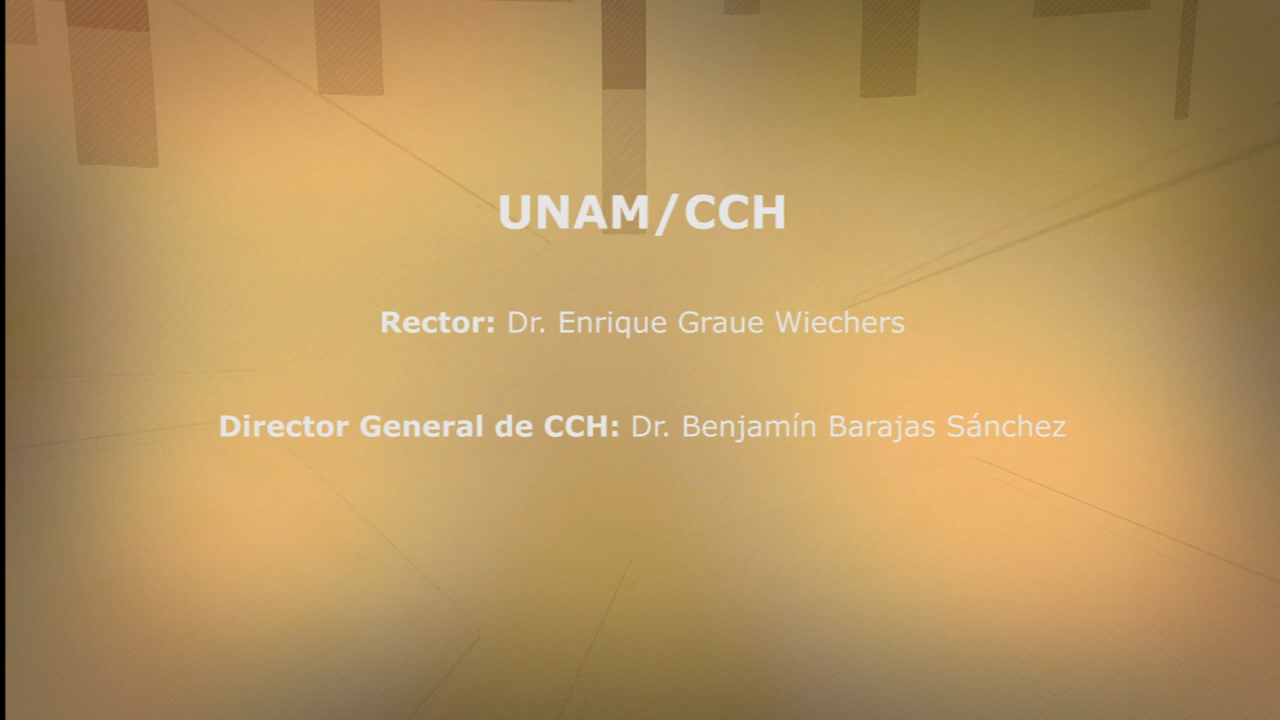 UNAM/CCH
Rector: Dr. Enrique Graue Wiechers
Director General de CCH: Dr. Benjamín Barajas Sánchez